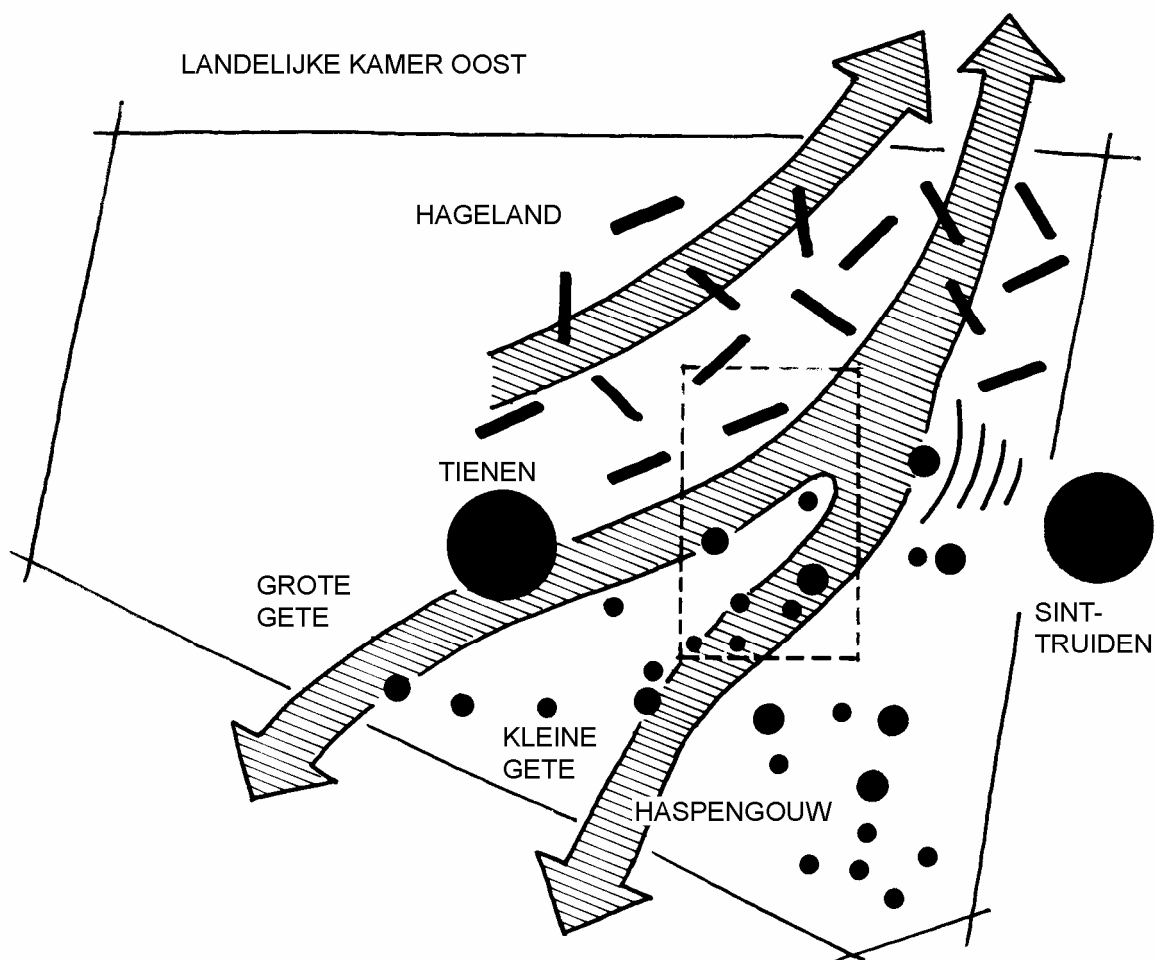 LANDELIJKE KAMER OOST
HAGELAND
TIENEN
GROTE
GETE
SINT-
TRUIDEN
KLEINE
GETE
HASPENGOUW